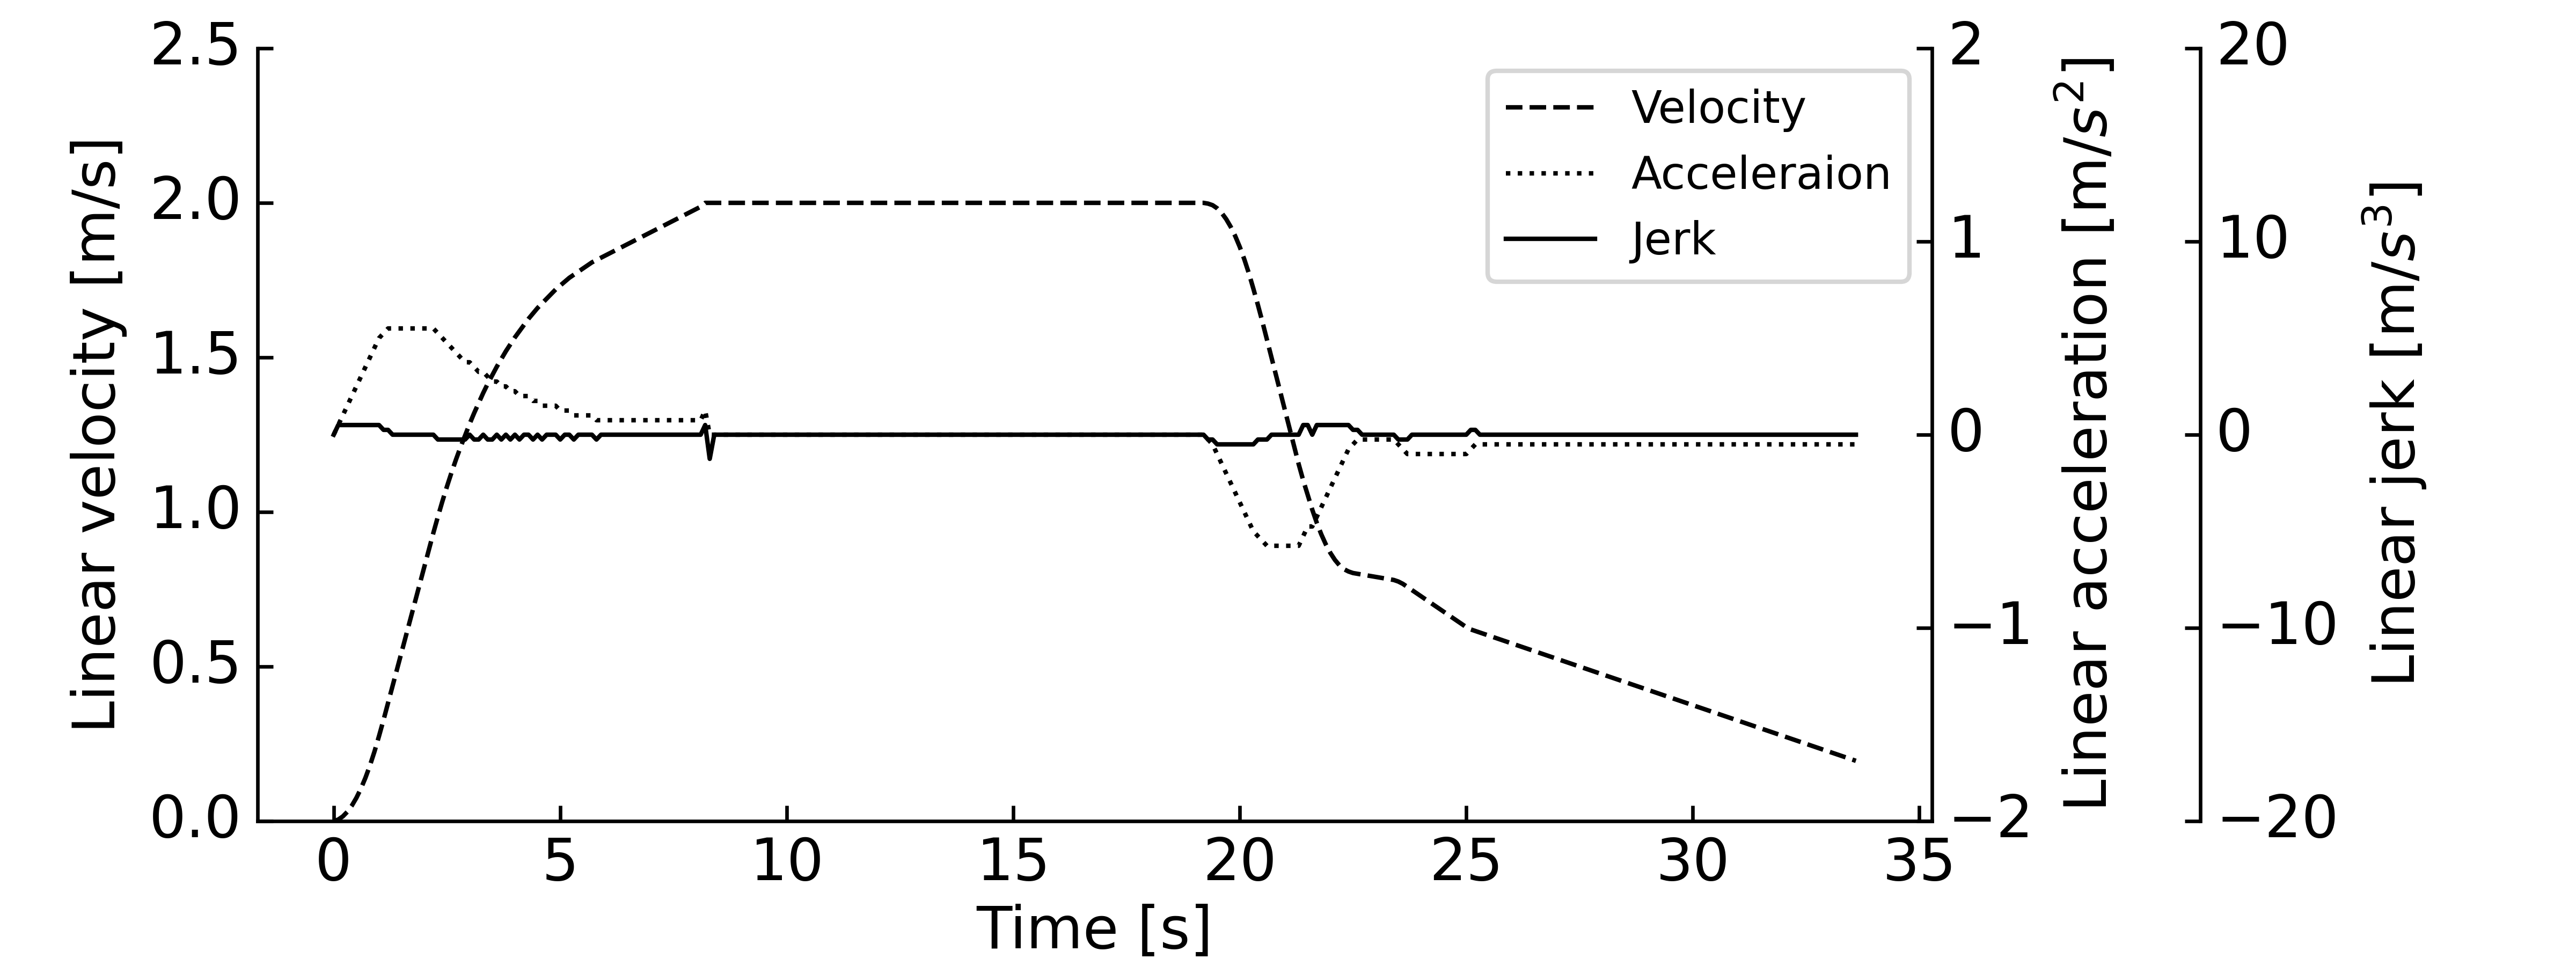 2.5
2.0
1.5
1.0
0.5
0.0
Linear velocity [m/s]
0 5 10 15 20 25 30 35
Time [s]
Velocity
Acceleraion
Jerk
2
1
0
−1
−2
Linear acceleration [m/s²]
20
10
0
−10
−20
Linear jerk [m/s³]